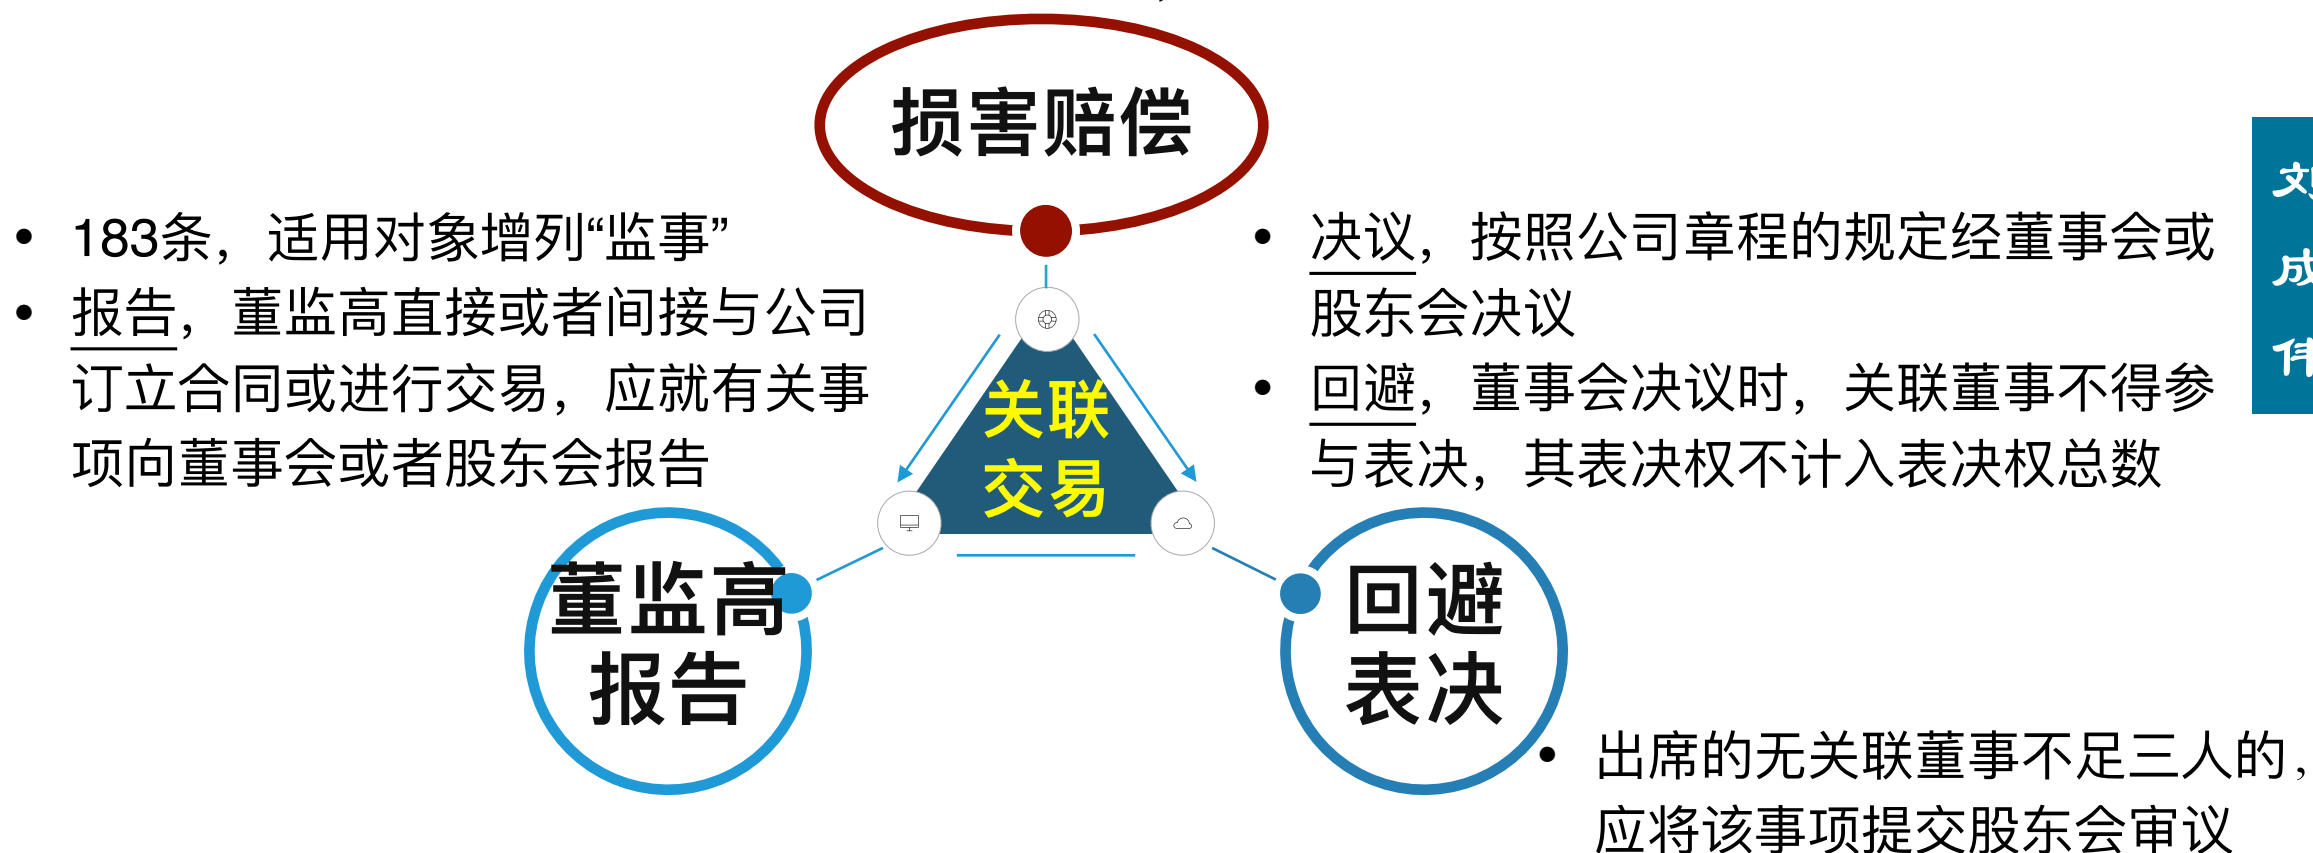 损害赔偿
• 183条，适用对象增列“监事”
• 报告，董监高直接或者间接与公司
订立合同或进行交易，应就有关事
项向董事会或者股东会报告
• 决议，按照公司章程的规定经董事会或
股东会决议
• 回避，董事会决议时，关联董事不得参
与表决，其表决权不计入表决权总数
关联
交易
董监高
报告
回避
表决
• 出席的无关联董事不足三人的，
应将该事项提交股东会审议
刘
成
伟